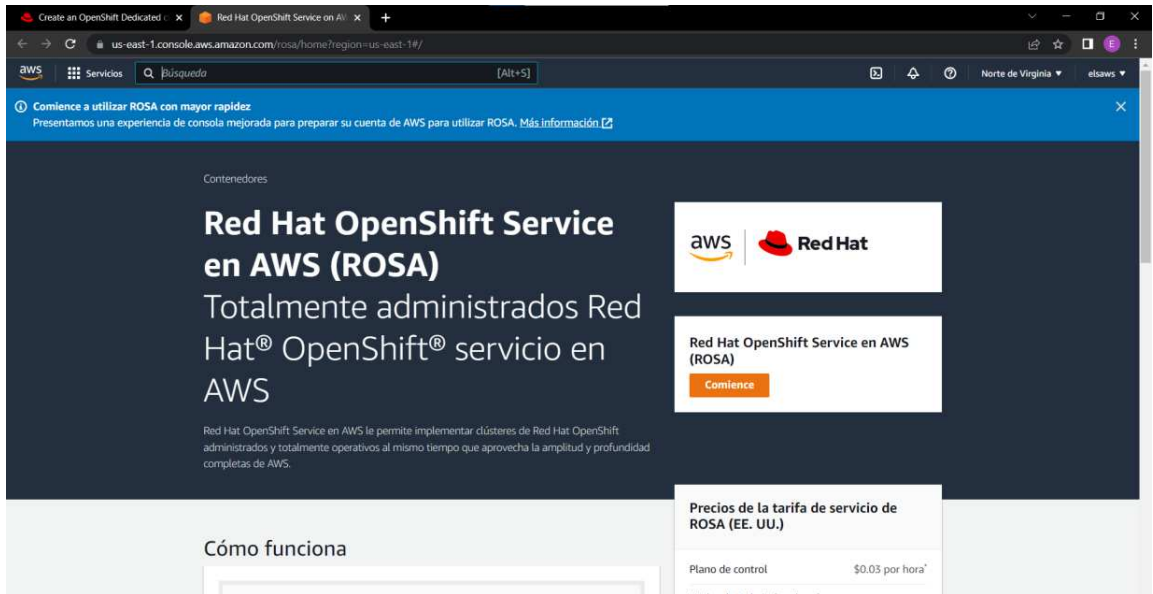 Create an OpenShift Dedicated c
Red Hat OpenShift Service on AW
us-east-1.console.aws.amazon.com/rosa/home?region=us-east-1#/
E
aws
Servicios
Búsqueda
[Alt+S]
Norte de Virginia
elsaws
Comience a utilizar ROSA con mayor rapidez
Presentamos una experiencia de consola mejorada para preparar su cuenta de AWS para utilizar ROSA. Más información
Contenedores
Red Hat OpenShift Service
en AWS (ROSA)
Totalmente administrados Red
Hat® OpenShift® servicio en
AWS
Red Hat OpenShift Service en AWS le permite implementar clústeres de Red Hat OpenShift
administrados y totalmente operativos al mismo tiempo que aprovecha la amplitud y profundidad
completas de AWS.
aws
Red Hat
Red Hat OpenShift Service en AWS
(ROSA)
Comience
Precios de la tarifa de servicio de
ROSA (EE. UU.)
Plano de control
$0.03 por hora*
Cómo funciona